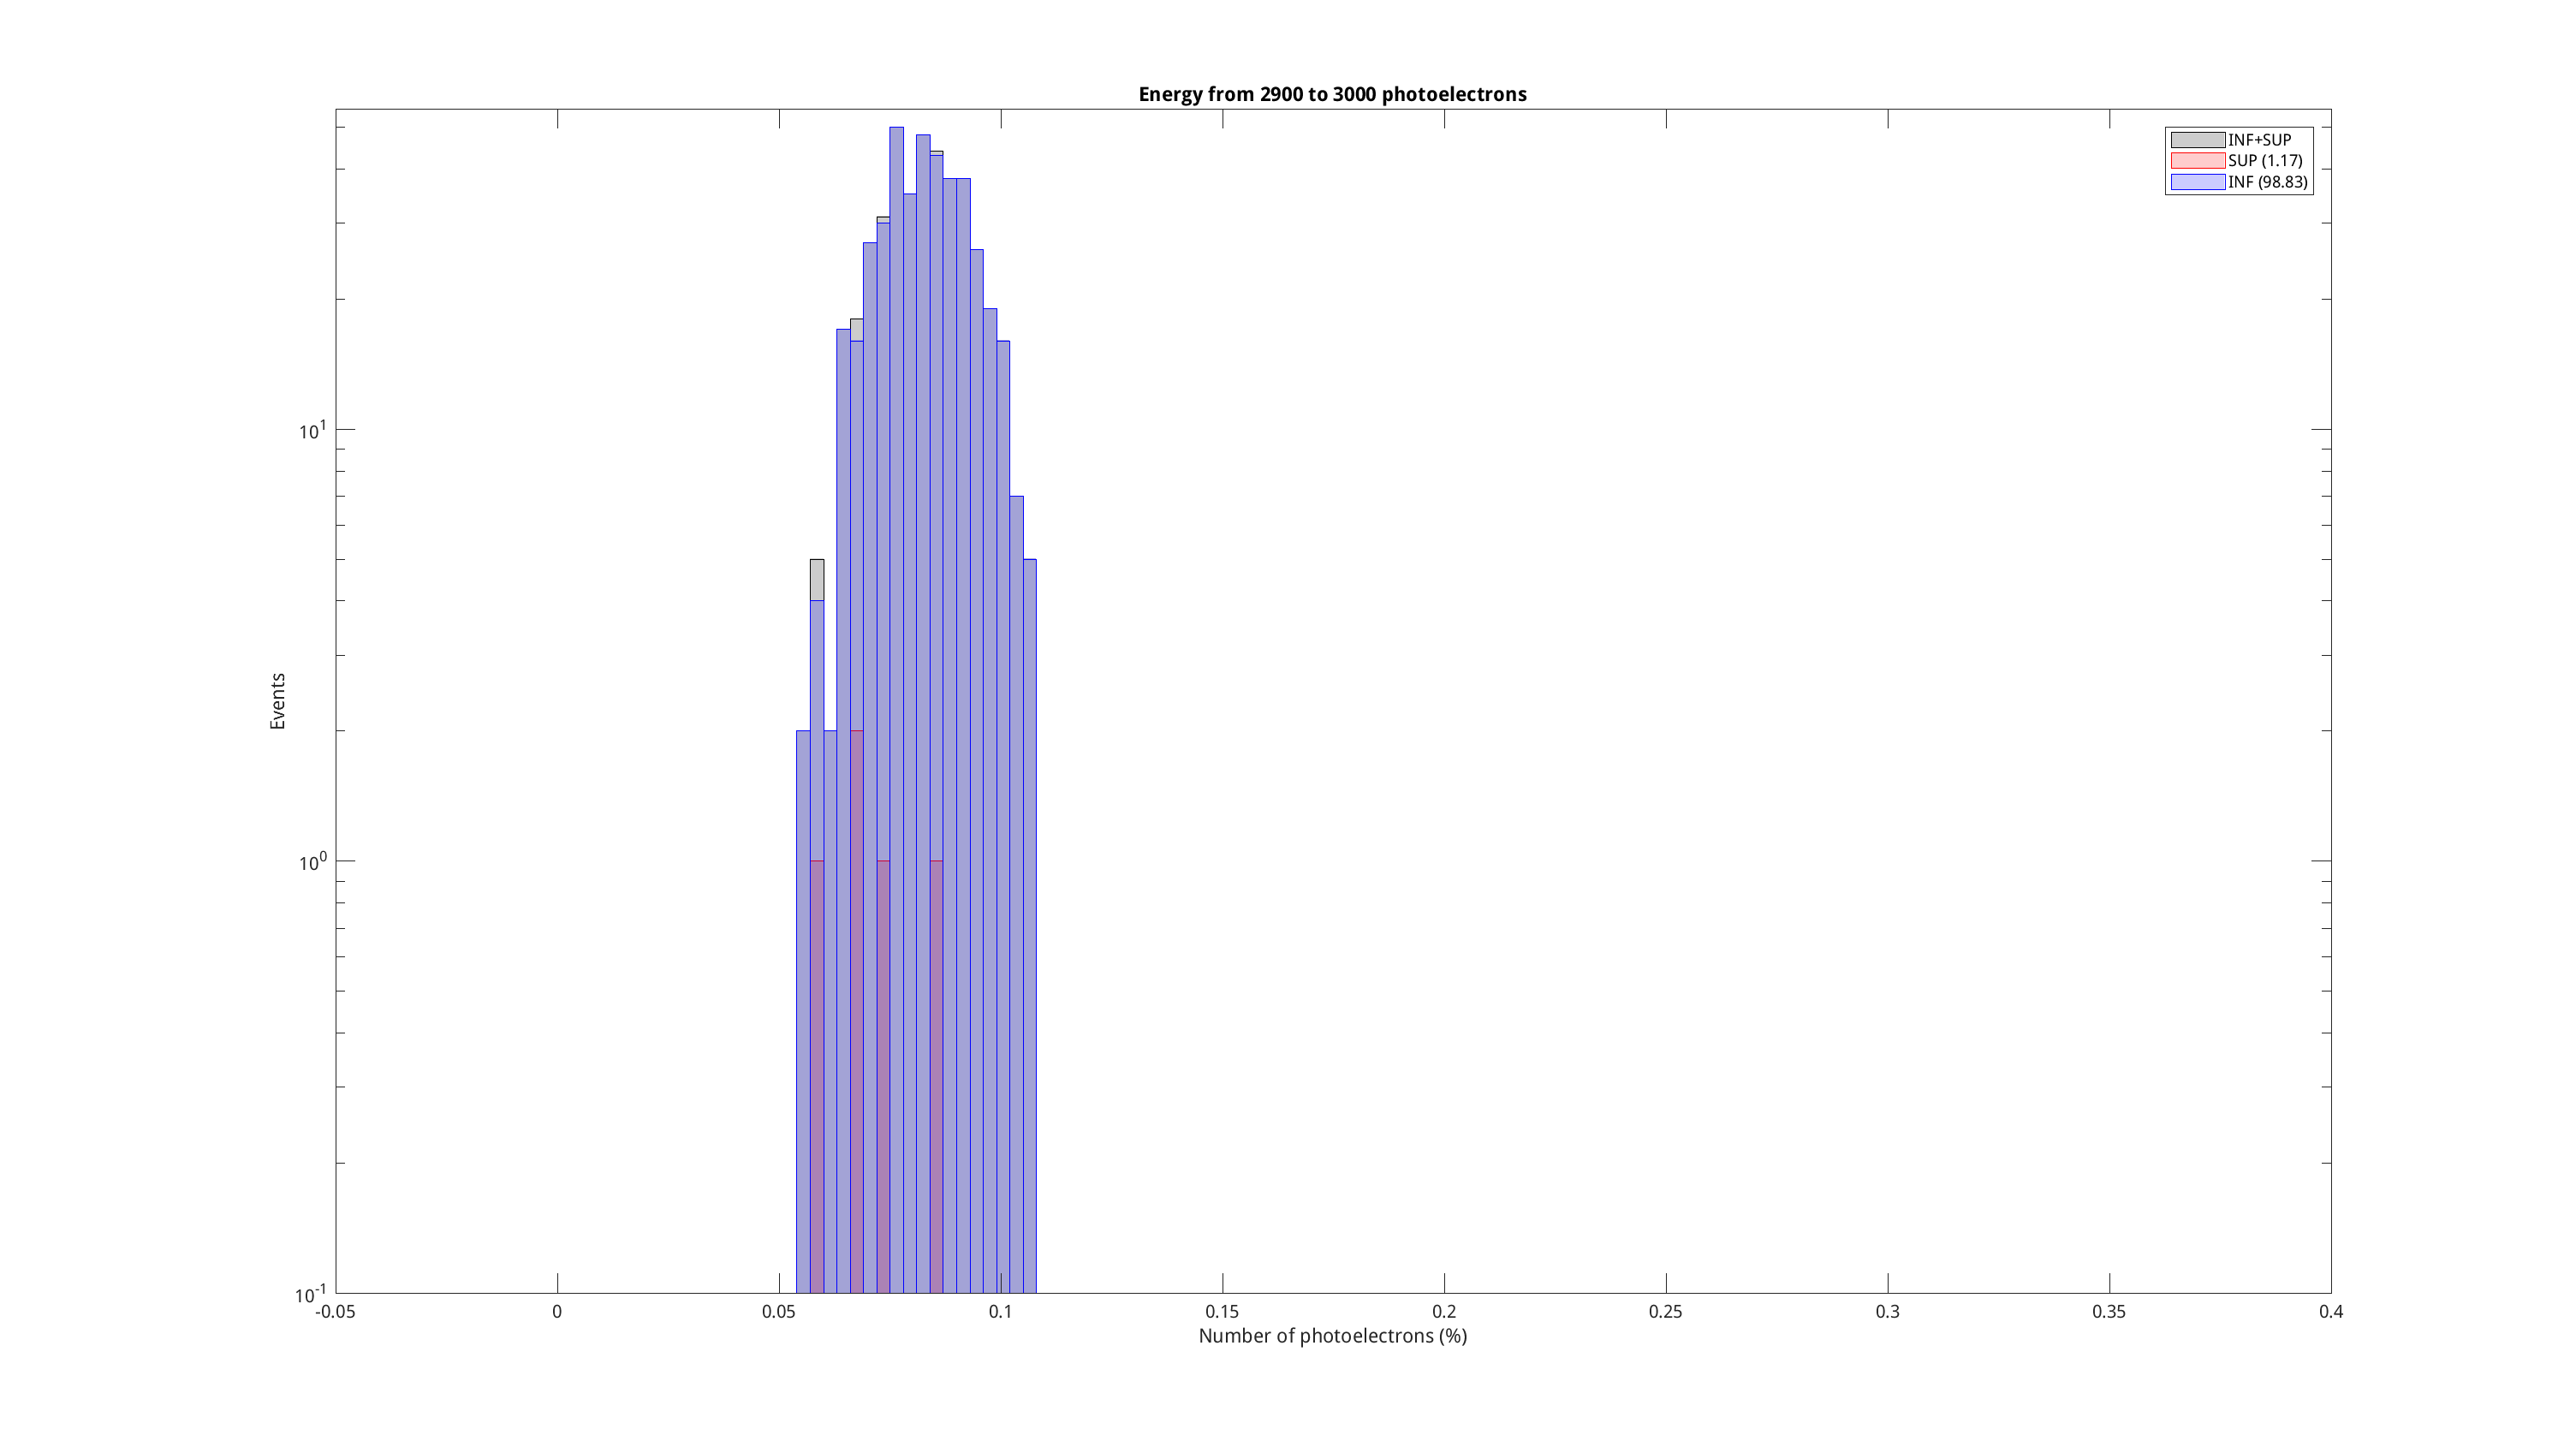 Energy from 2900 to 3000 photoelectrons
INF+SUP
SUP (1.17)
INF (98.83)
10¹
10⁰
10⁻¹
Events
-0.05 0 0.05 0.1 0.15 0.2 0.25 0.3 0.35 0.4
Number of photoelectrons (%)